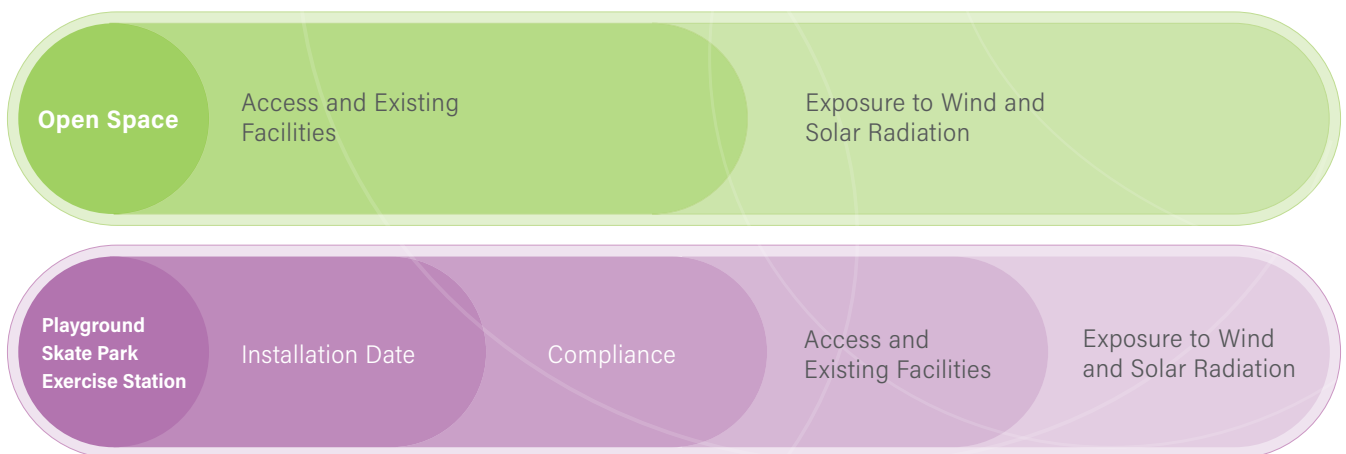 Open Space
Access and Existing
Facilities
Exposure to Wind and
Solar Radiation
Playground
Skate Park
Exercise Station
Installation Date
Compliance
Access and
Existing Facilities
Exposure to Wind
and Solar Radiation